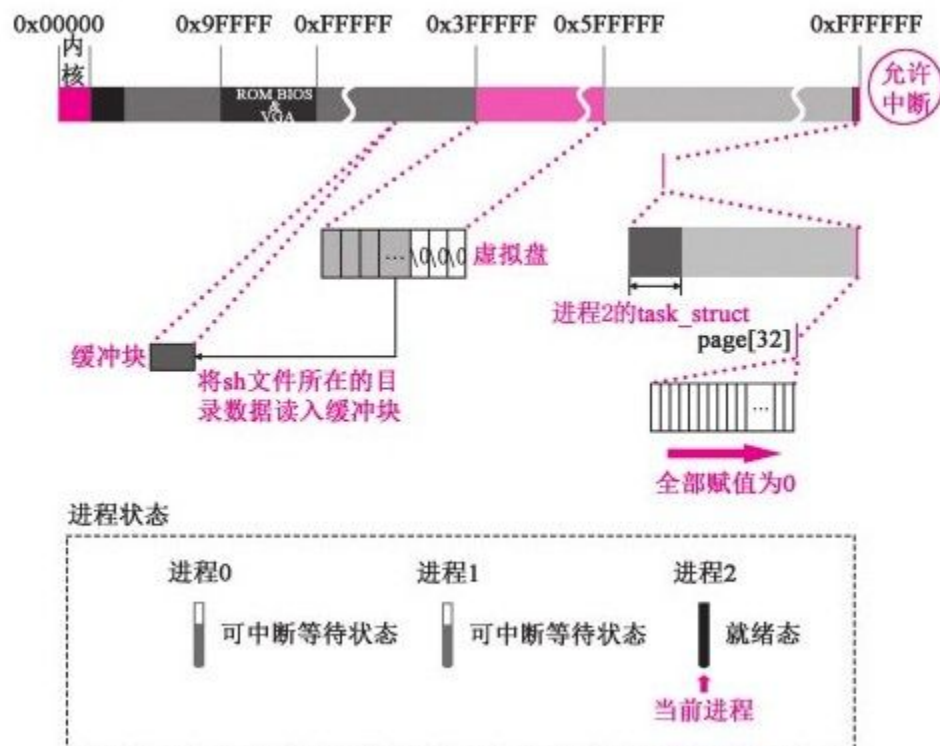 0x00000 0x9FFFF 0xFFFFF 0x3FFFFF 0x5FFFFF 0xFFFFFF
内核
ROM BIOS
&
VGA
允许
中断
... \0 \0 \0 虚拟盘
进程2的task_struct
page[32]
缓冲块
将sh文件所在的目
录数据读入缓冲块
...
全部赋值为0
进程状态
进程0 进程1 进程2
可中断等待状态 可中断等待状态 就绪态
当前进程